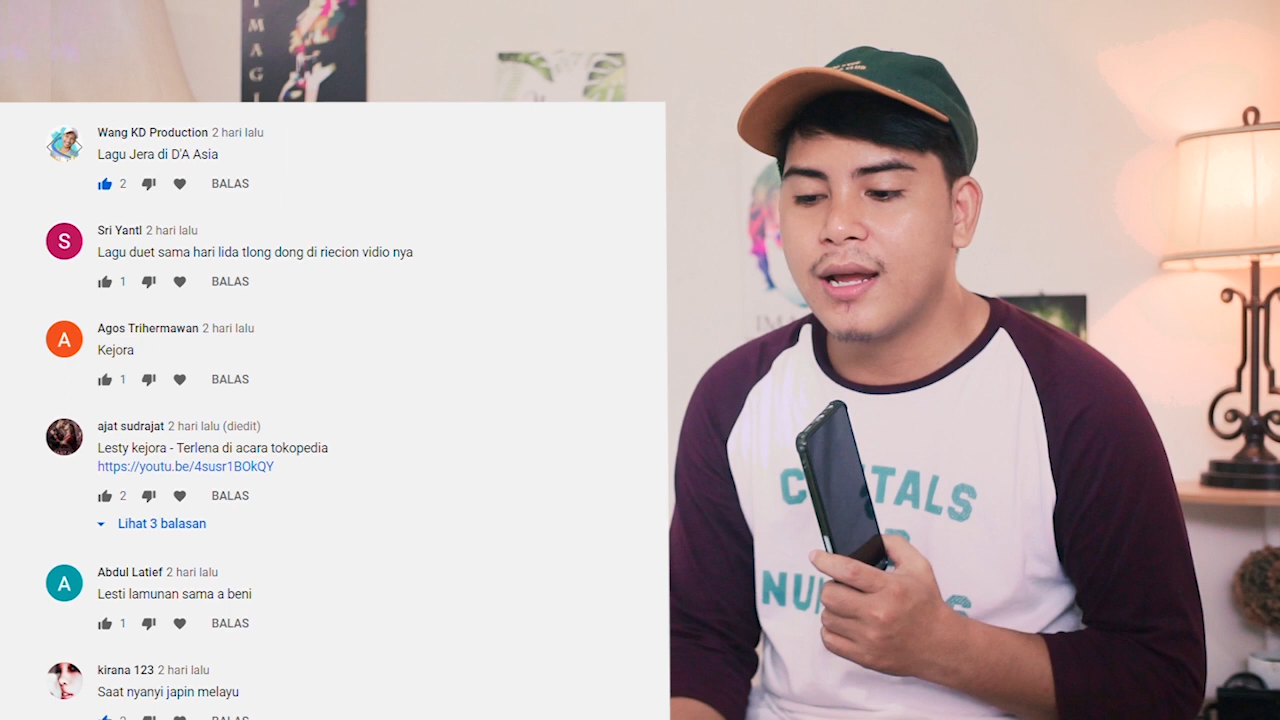 IMAGI
Wang KD Production 2 hari lalu
Lagu Jera di D'A Asia
2 BALAS
S
Sri Yantl 2 hari lalu
Lagu duet sama hari lida tlong dong di riecion vidio nya
1 BALAS
A
Agos Trihermawan 2 hari lalu
Kejora
1 BALAS
ajat sudrajat 2 hari lalu (diedit)
Lesty kejora - Terlena di acara tokopedia
https://youtu.be/4susr1BOkQY
2 BALAS
Lihat 3 balasan
A
Abdul Latief 2 hari lalu
Lesti lamunan sama a beni
1 BALAS
kirana 123 2 hari lalu
Saat nyanyi japin melayu
BALAS